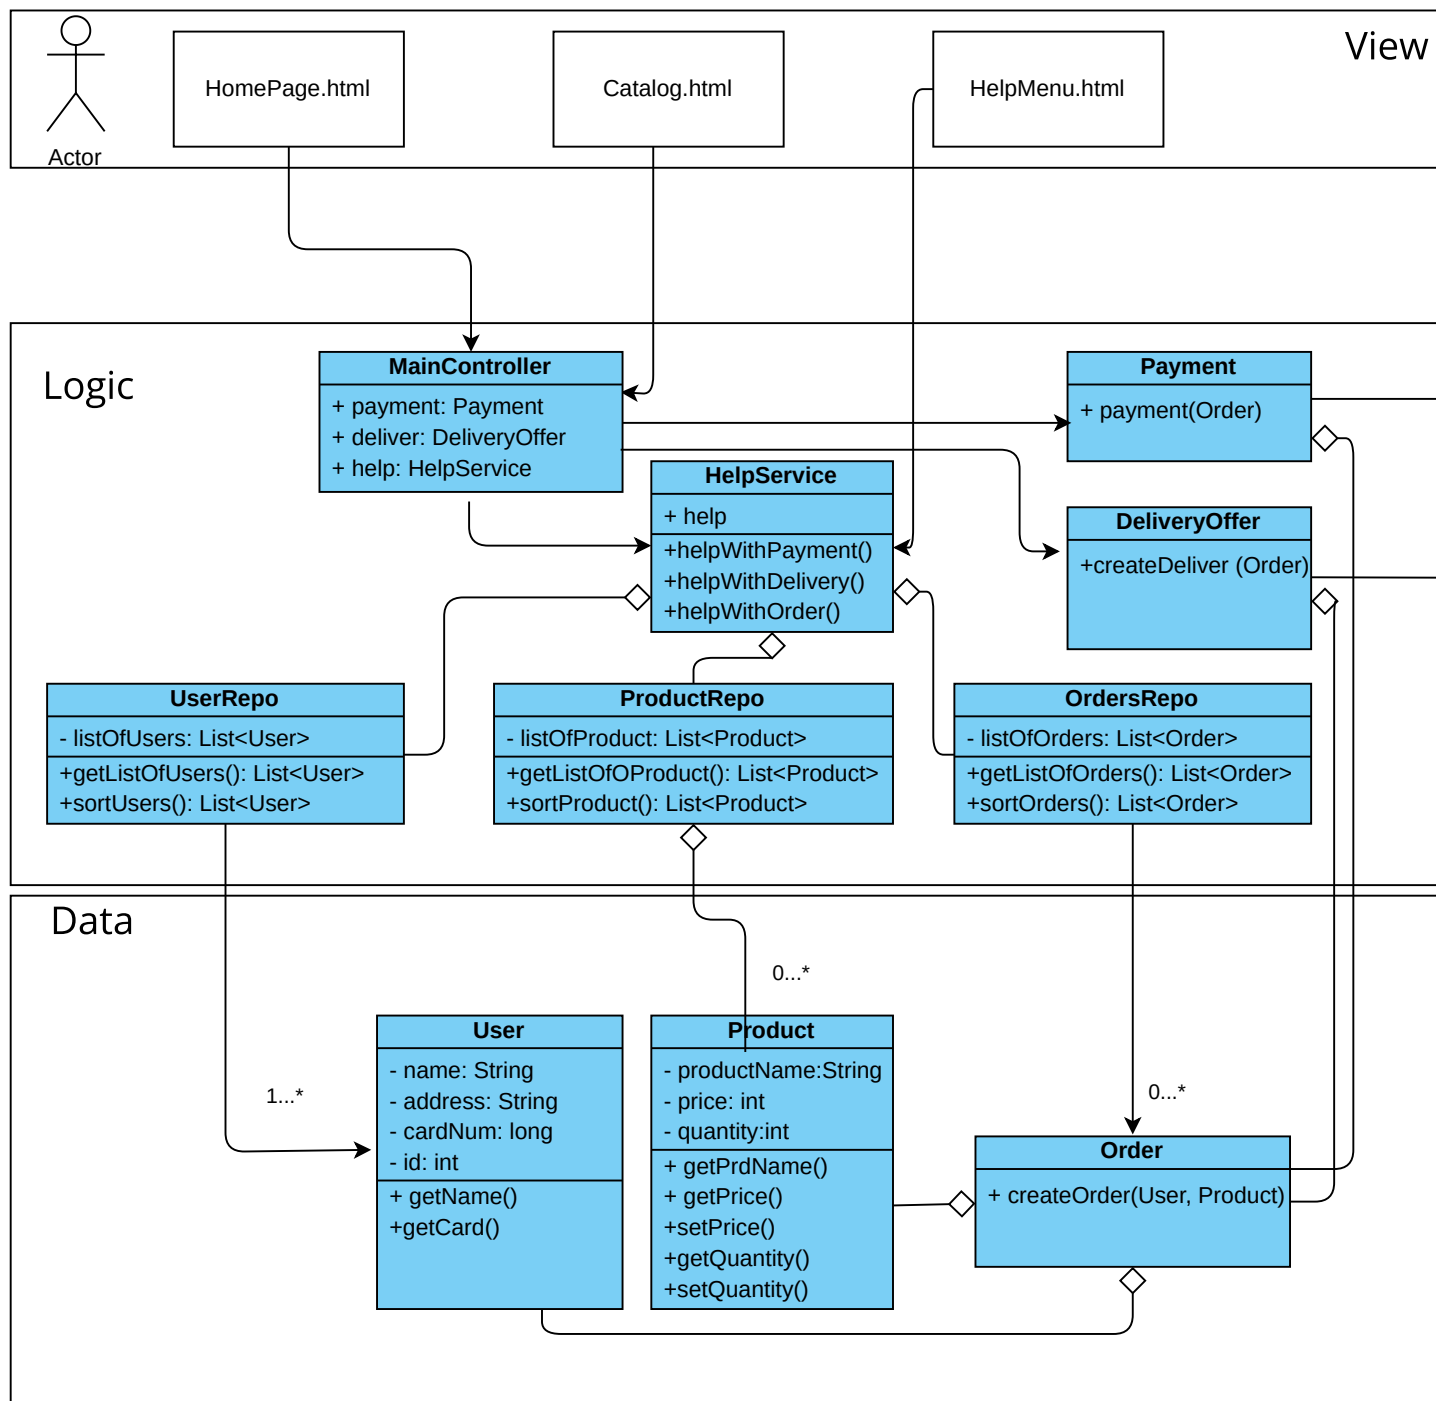 View
Actor
HomePage.html
Catalog.html
HelpMenu.html
Logic
MainController
+ payment: Payment
+ deliver: DeliveryOffer
+ help: HelpService
Payment
+ payment(Order)
HelpService
+ help
+helpWithPayment()
+helpWithDelivery()
+helpWithOrder()
DeliveryOffer
+createDeliver (Order)
UserRepo
- listOfUsers: List<User>
+getListOfUsers(): List<User>
+sortUsers(): List<User>
ProductRepo
- listOfProduct: List<Product>
+getListOfOProduct(): List<Product>
+sortProduct(): List<Product>
OrdersRepo
- listOfOrders: List<Order>
+getListOfOrders(): List<Order>
+sortOrders(): List<Order>
Data
0...*
1...*
0...*
User
- name: String
- address: String
- cardNum: long
- id: int
+ getName()
+getCard()
Product
- productName:String
- price: int
- quantity:int
+ getPrdName()
+ getPrice()
+setPrice()
+getQuantity()
+setQuantity()
Order
+ createOrder(User, Product)